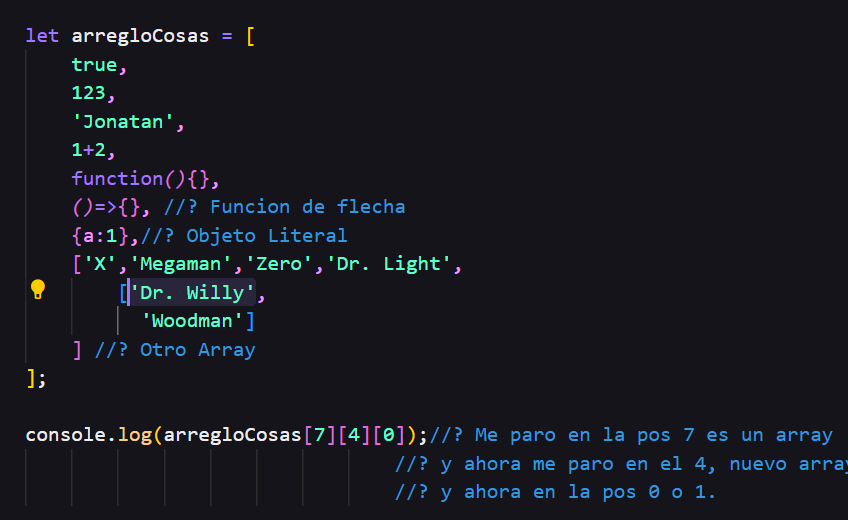 let arregloCosas = [
true,
123,
'Jonatan',
1+2,
function(){},
()=>{}, //? Funcion de flecha
{a:1},//? Objeto Literal
['X','Megaman','Zero','Dr. Light',
['Dr. Willy',
'Woodman']
] //? Otro Array
];
console.log(arregloCosas[7][4][0]);//? Me paro en la pos 7 es un array
//? y ahora me paro en el 4, nuevo array
//? y ahora en la pos 0 o 1.